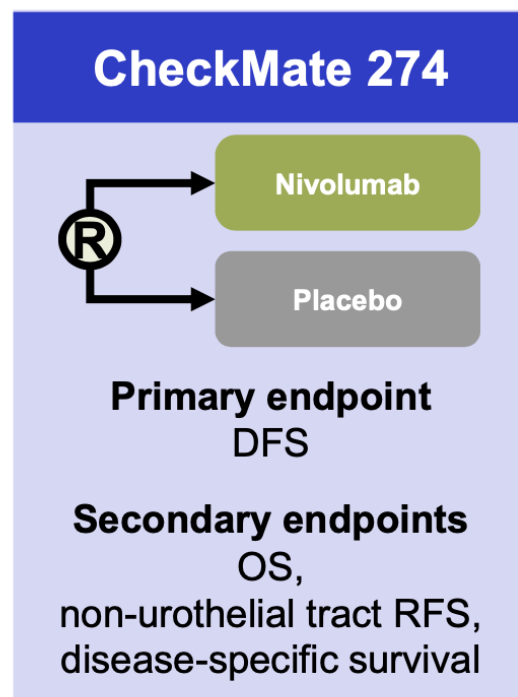 CheckMate 274
Nivolumab
R
Placebo
Primary endpoint
DFS
Secondary endpoints
OS,
non-urothelial tract RFS,
disease-specific survival